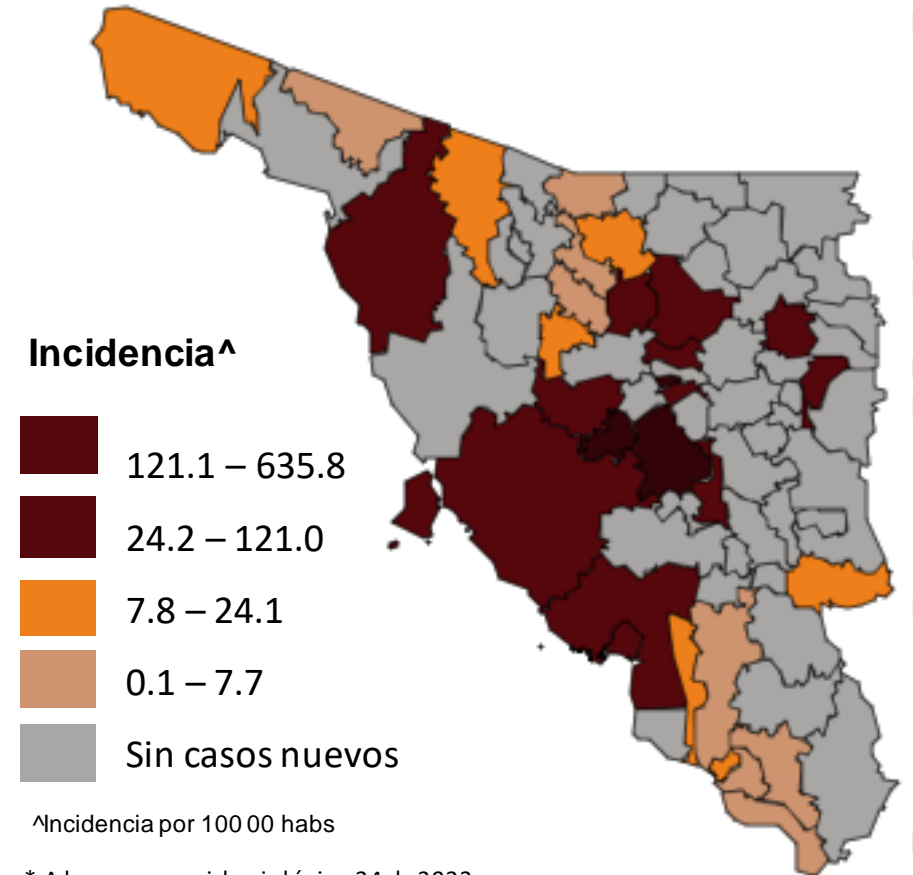 Incidencia^
121.1 – 635.8
24.2 – 121.0
7.8 – 24.1
0.1 – 7.7
Sin casos nuevos
^Incidencia por 100 00 habs